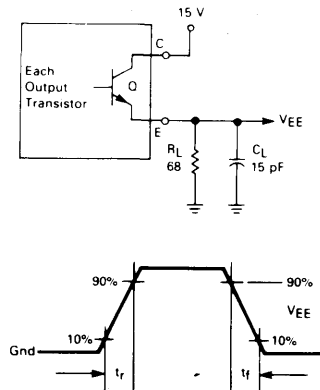 15 V
C
Each
Output
Transistor
Q
E
VEE
RL
68
CL
15 pF
90%
90%
VEE
10%
10%
Gnd
tr
tf